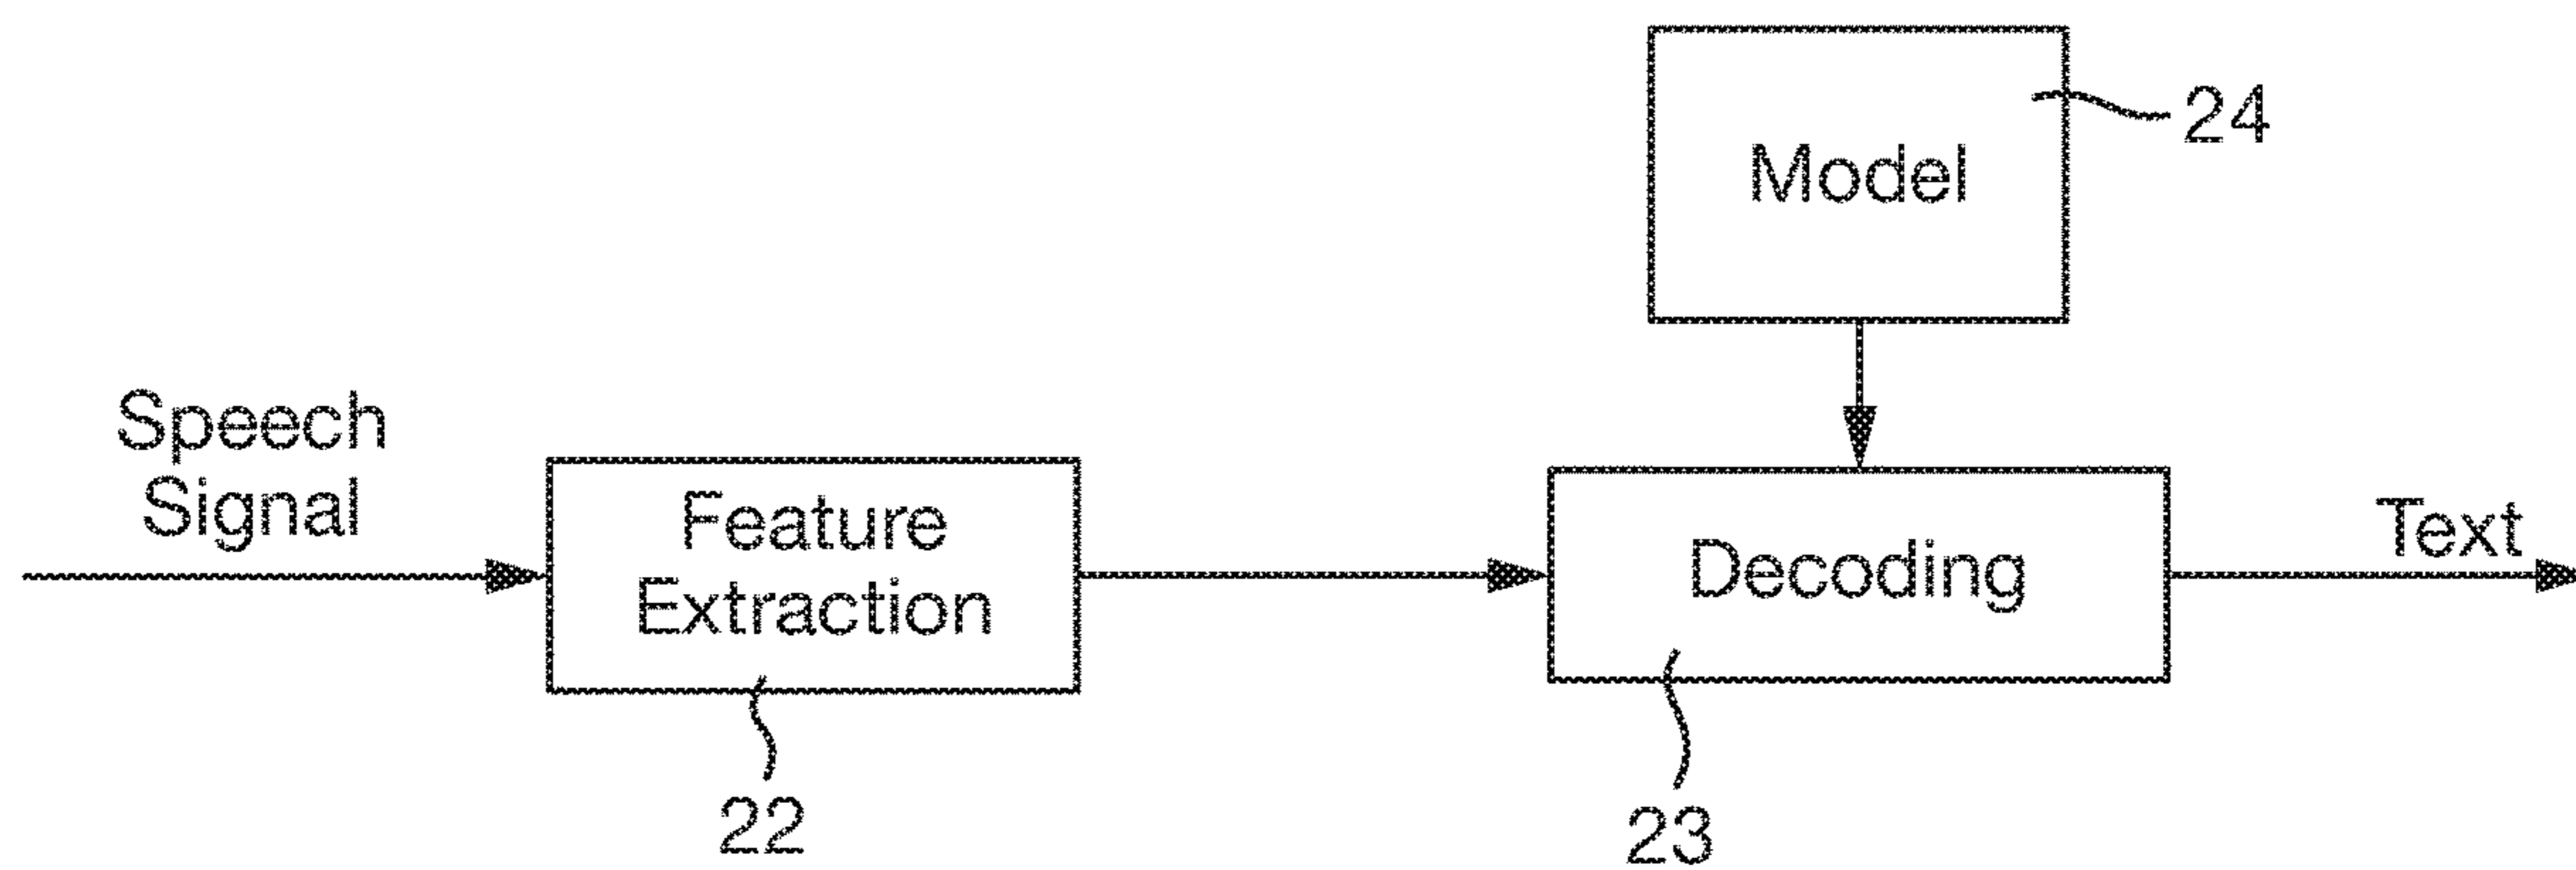 Model
24
Speech
Signal
Feature
Extraction
Decoding
Text
22
23